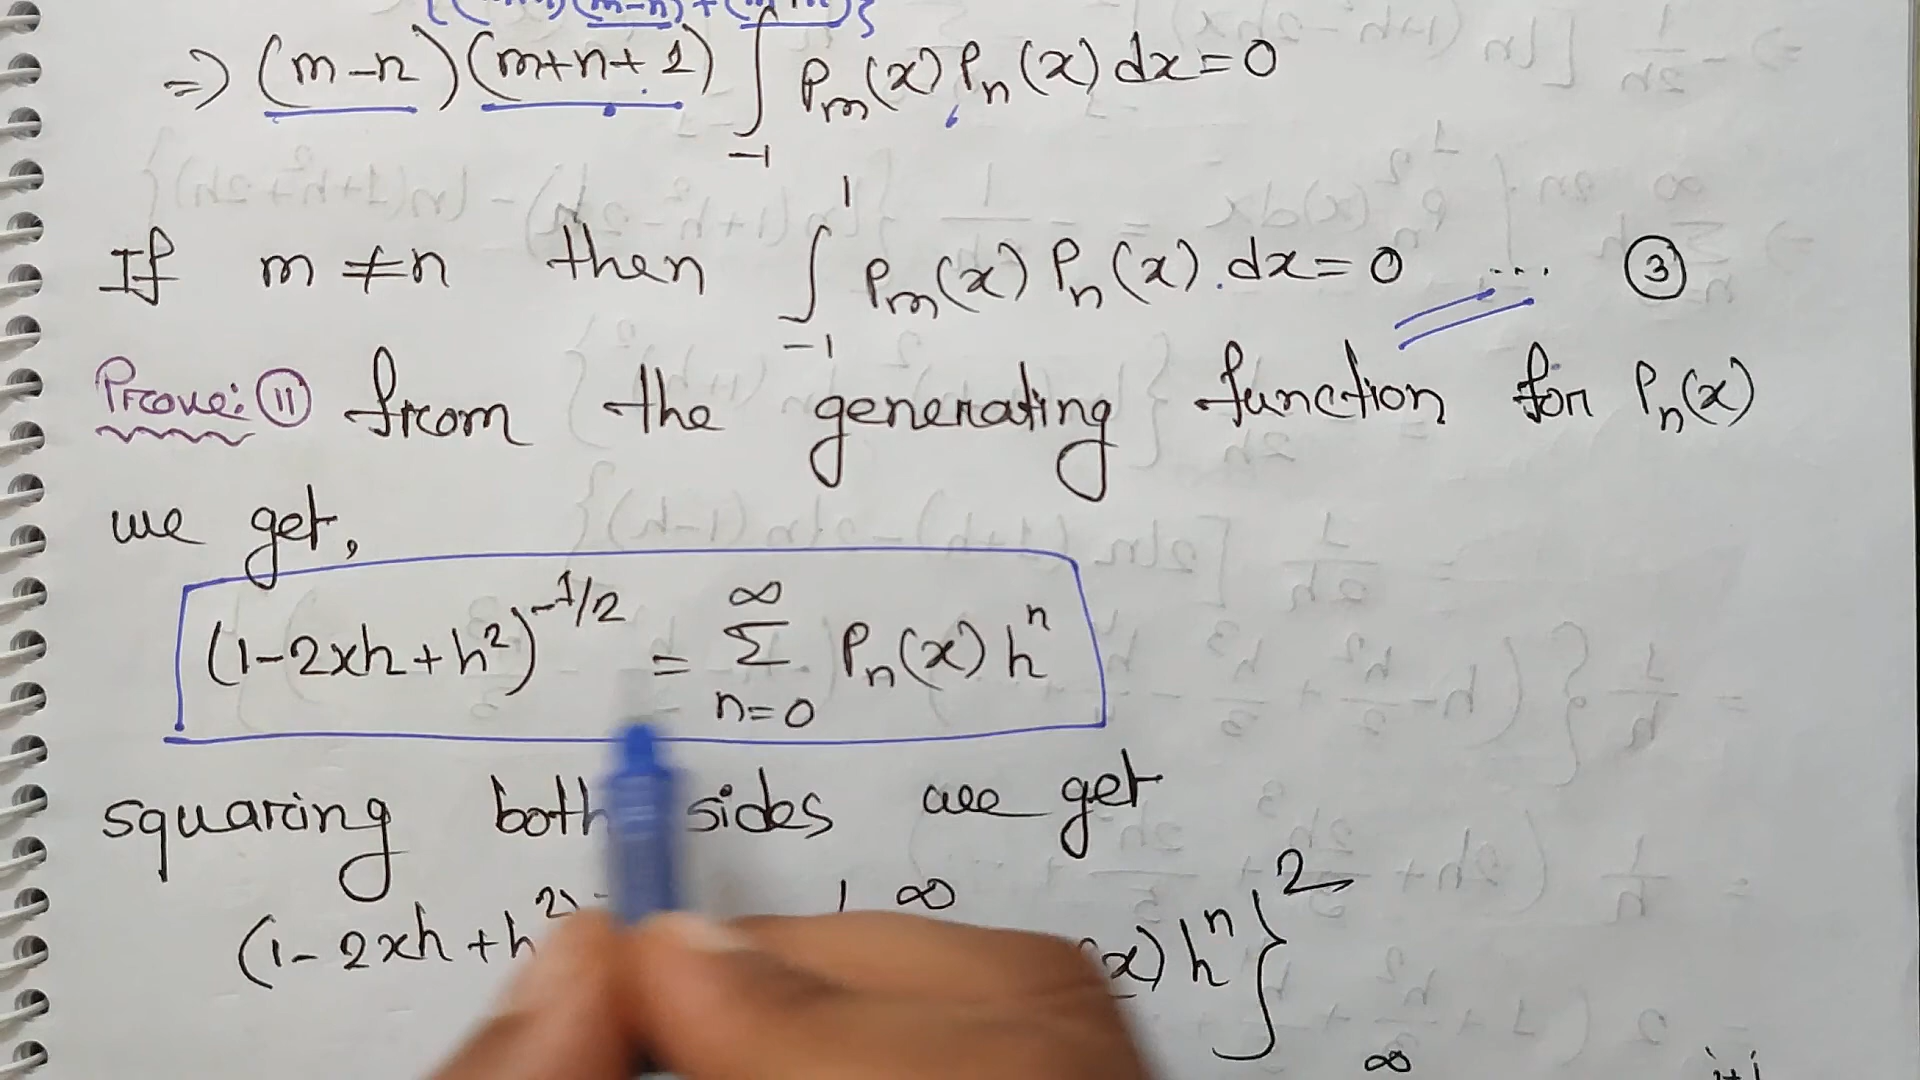 {(m-n)+(m+n)}
=> (m-n)(m+n+1) ∫₋₁ Pm(x) Pn(x) dx = 0
If m ≠ n then ∫₋₁¹ Pm(x) Pn(x) . dx = 0 ... ③
Prove: ⑪ from the generating function for Pn(x)
we get,
(1-2xh+h²)^-1/2 = ∞ Σ n=0 Pn(x) hⁿ
squaring both sides we get
(1-2xh+h²) ∞ x) hⁿ}²
∞ i+j